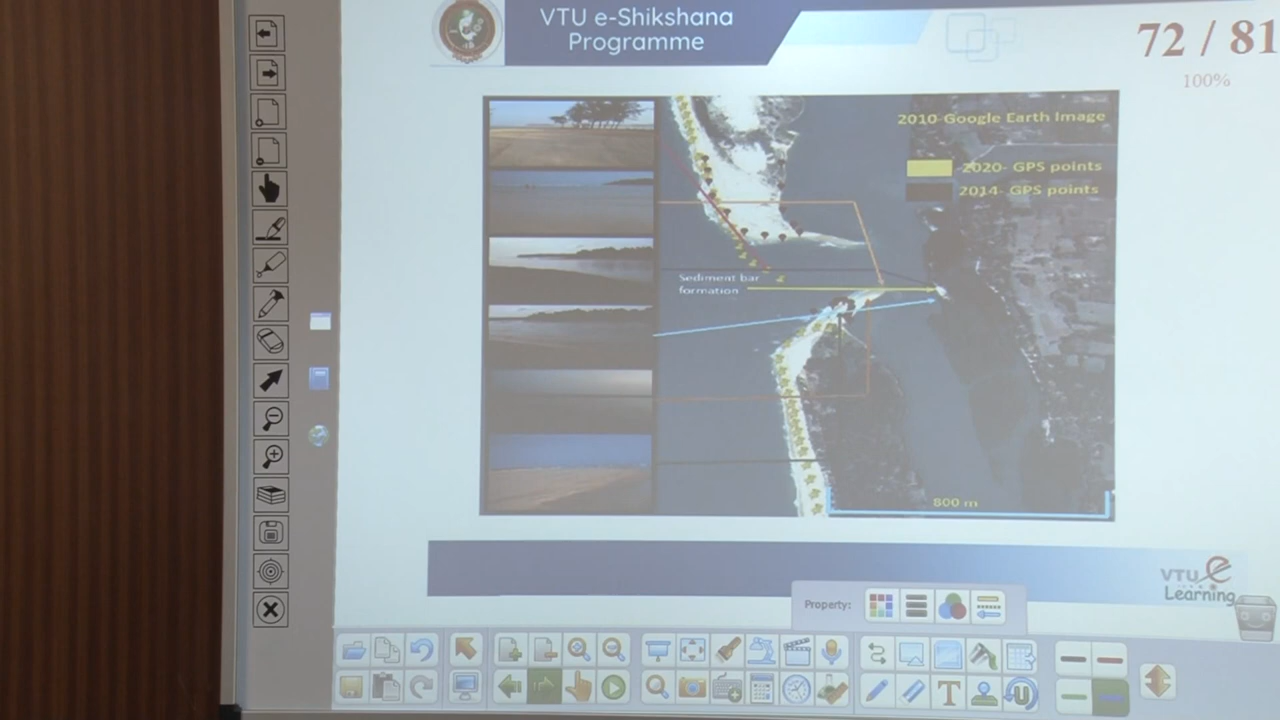 VTU e-Shikshana
Programme
72 / 81
100%
2010 Google Earth Image
2020- GPS points
2014- GPS points
Sediment bar
formation
800 m
VTU e
Learning
Property: